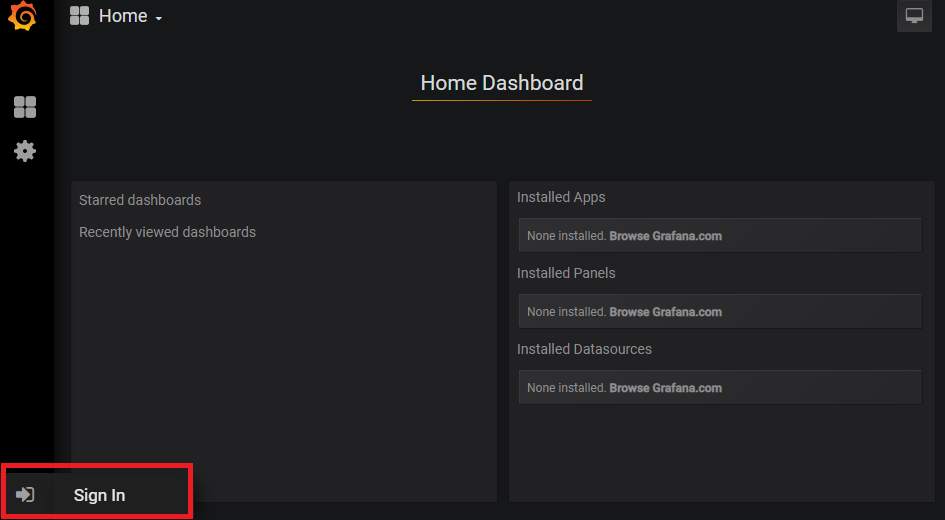 Home
Home Dashboard
Starred dashboards
Recently viewed dashboards
Installed Apps
None installed. Browse Grafana.com
Installed Panels
None installed. Browse Grafana.com
Installed Datasources
None installed. Browse Grafana.com
Sign In